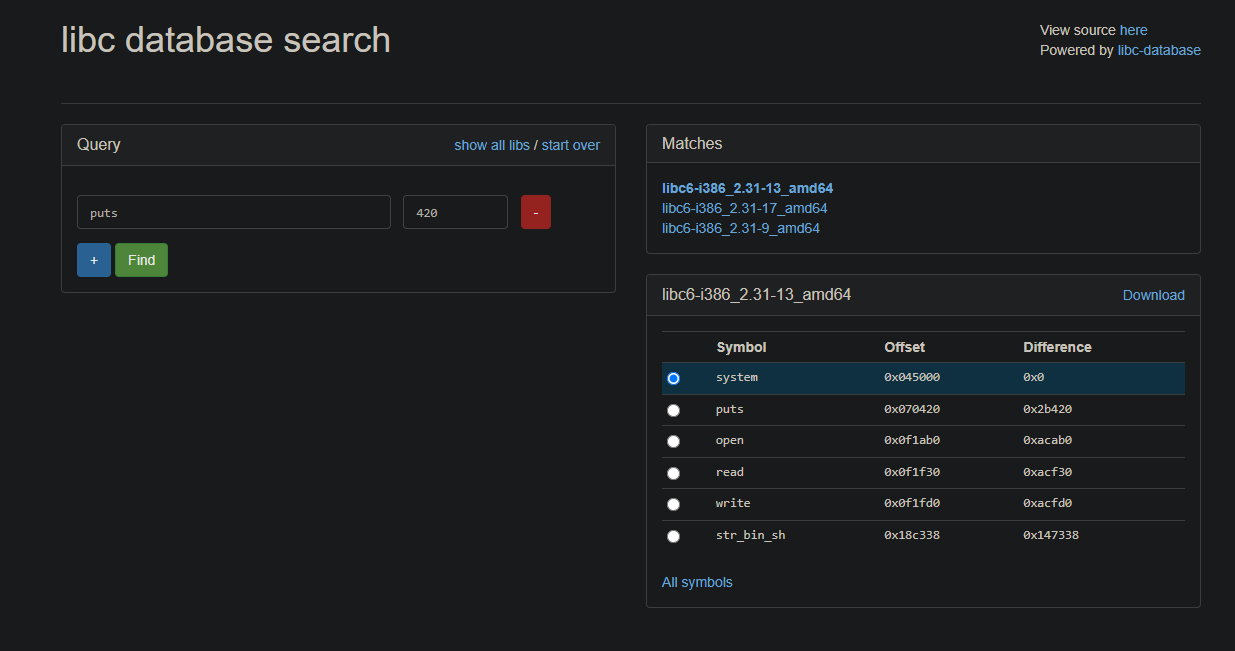 libc database search
View source here
Powered by libc-database
Query
show all libs / start over
puts
420
-
+
Find
Matches
libc6-i386_2.31-13_amd64
libc6-i386_2.31-17_amd64
libc6-i386_2.31-9_amd64
libc6-i386_2.31-13_amd64
Download
Symbol Offset Difference
system 0x045000 0x0
puts 0x070420 0x2b420
open 0x0f1ab0 0xacab0
read 0x0f1f30 0xacf30
write 0x0f1fd0 0xacfd0
str_bin_sh 0x18c338 0x147338
All symbols